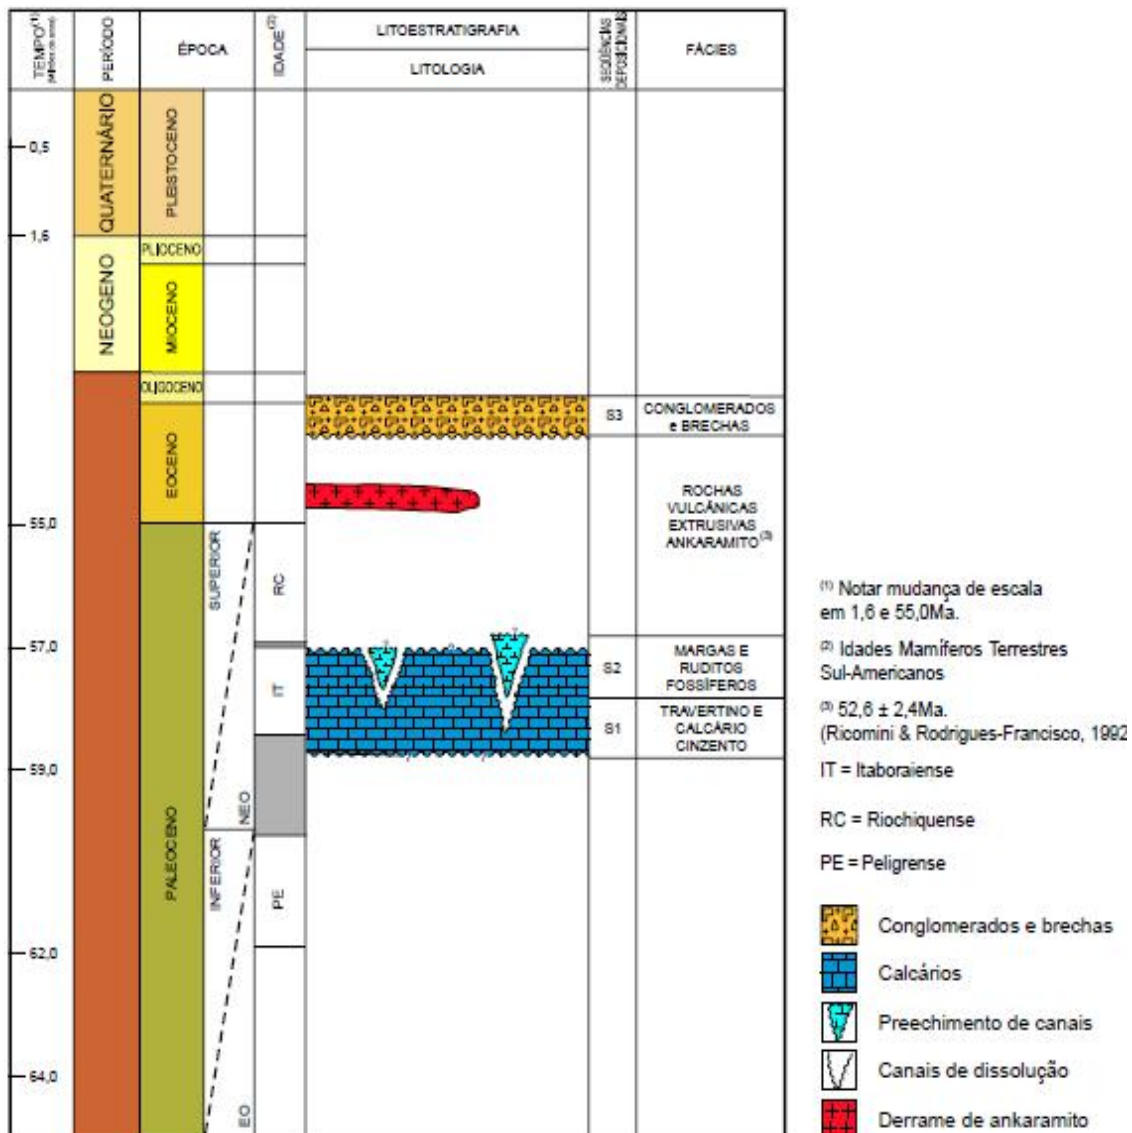 TEMPO(1)
PERÍODO
ÉPOCA
IDADE(2)
LITOESTRATIGRAFIA
LITOLOGIA
SEQÜÊNCIAS
DEPOSICIONAIS
FÁCIES
0,5
1,6
55,0
57,0
59,0
62,0
64,0
QUATERNÁRIO
NEOGENO
PLEISTOCENO
PLIOCENO
MIOCENO
OLIGOCENO
EOCENO
PALEOCENO
SUPERIOR
NEO
INFERIOR
EO
RC
IT
PE
S3
CONGLOMERADOS
e BRECHAS
ROCHAS
VULCÂNICAS
EXTRUSIVAS
ANKARAMITO(3)
S2
MARGAS E
RUDITOS
FOSSÍFEROS
S1
TRAVERTINO E
CALCÁRIO
CINZENTO
(1) Notar mudança de escala
em 1,6 e 55,0Ma.
(2) Idades Mamíferos Terrestres
Sul-Americanos
(3) 52,6 ± 2,4Ma.
(Ricomini & Rodrigues-Francisco, 1992
IT = Itaboraiense
RC = Riochiquense
PE = Peligrense
Conglomerados e brechas
Calcários
Preechimento de canais
Canais de dissolução
Derrame de ankaramito